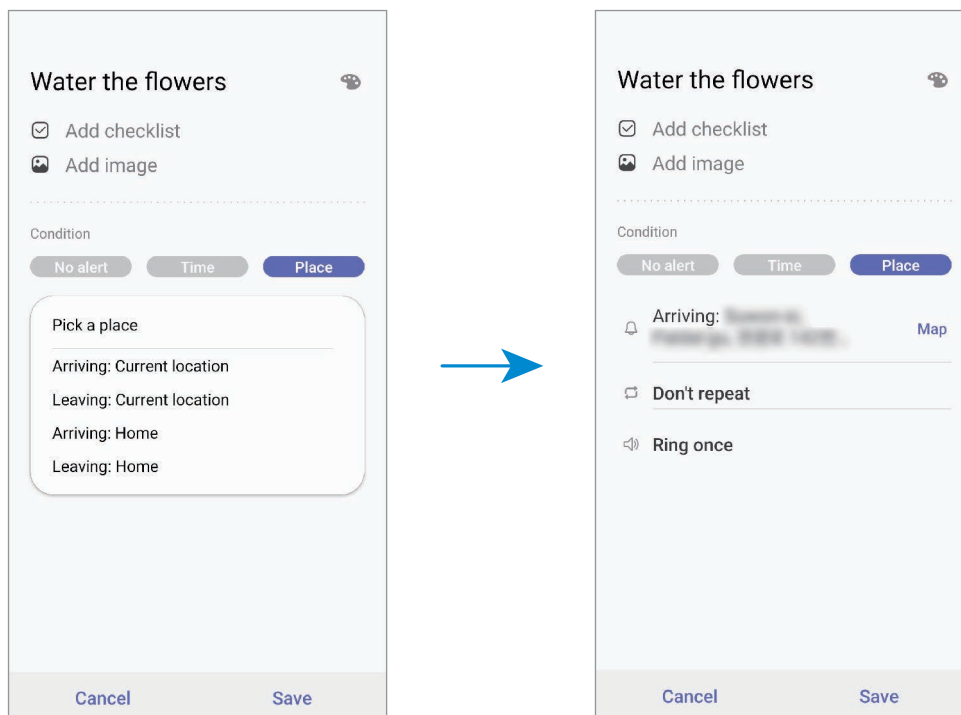 Water the flowers
Add checklist
Add image
Condition
No alert Time Place
Pick a place
Arriving: Current location
Leaving: Current location
Arriving: Home
Leaving: Home
Cancel Save
Water the flowers
Add checklist
Add image
Condition
No alert Time Place
Arriving:
Map
Don't repeat
Ring once
Cancel Save